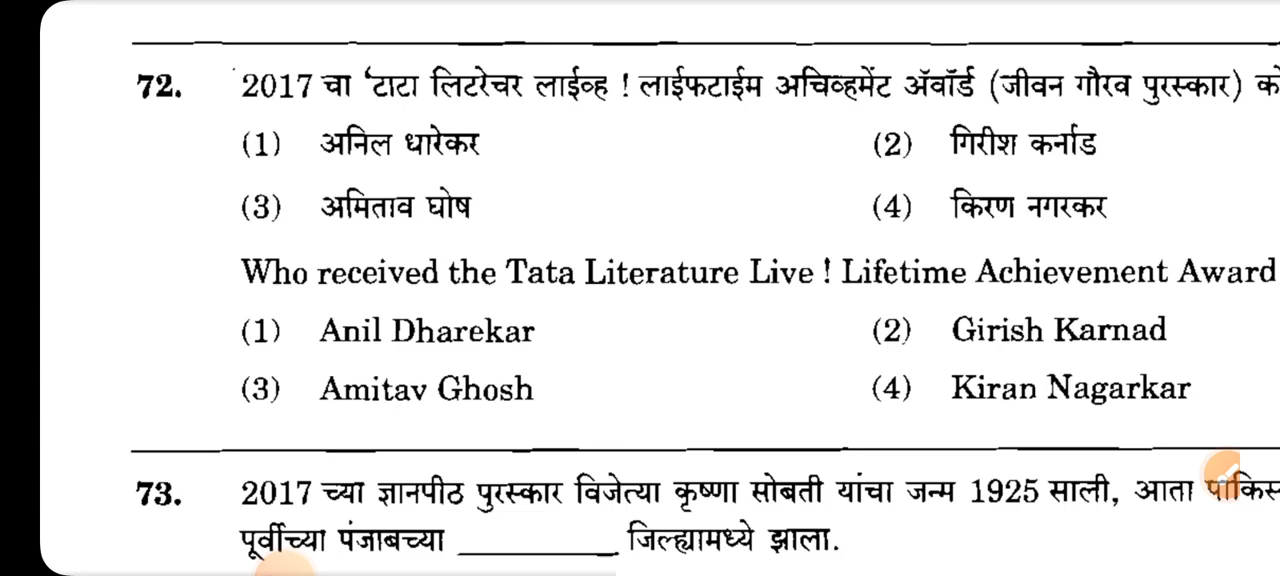 72. 2017 चा ‘टाटा लिटरेचर लाईव्ह ! लाईफटाईम अचिव्हमेंट ॲवॉर्ड (जीवन गौरव पुरस्कार) को
(1) अनिल धारेकर (2) गिरीश कर्नाड
(3) अमिताव घोष (4) किरण नगरकर
Who received the Tata Literature Live ! Lifetime Achievement Award
(1) Anil Dharekar (2) Girish Karnad
(3) Amitav Ghosh (4) Kiran Nagarkar
73. 2017 च्या ज्ञानपीठ पुरस्कार विजेत्या कृष्णा सोबती यांचा जन्म 1925 साली, आता
पूर्वीच्या पंजाबच्या ________ जिल्ह्यामध्ये झाला.